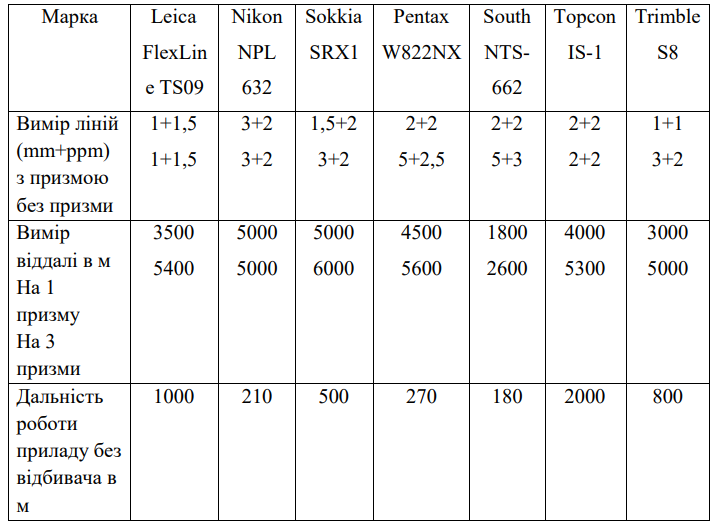 Марка Leica Nikon Sokkia Pentax South Topcon Trimble
FlexLin NPL SRX1 W822NX NTS- IS-1 S8
e TS09 632 662
Вимір ліній 1+1,5 3+2 1,5+2 2+2 2+2 2+2 1+1
(mm+ppm) 1+1,5 3+2 3+2 5+2,5 5+3 2+2 3+2
з призмою
без призми
Вимір 3500 5000 5000 4500 1800 4000 3000
віддалі в м 5400 5000 6000 5600 2600 5300 5000
На 1
призму
На 3
призми
Дальність 1000 210 500 270 180 2000 800
роботи
приладу без
відбивача в
м